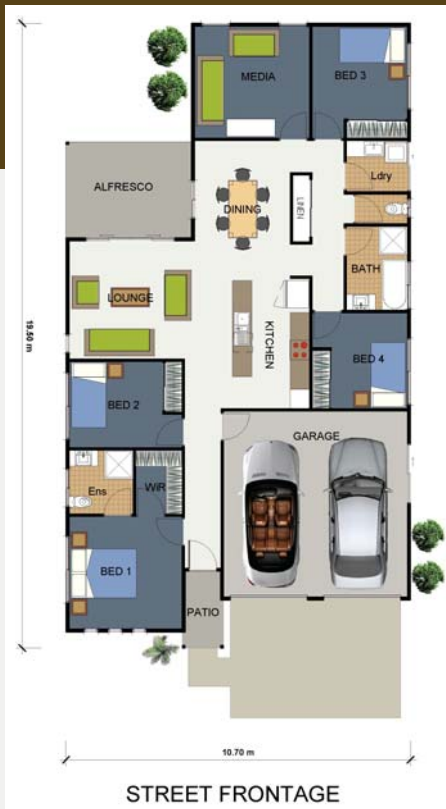 MEDIA
BED 3
ALFRESCO
DINING
LINEN
Ldry
BATH
LOUNGE
KITCHEN
BED 4
BED 2
GARAGE
Ens
WiR
BED 1
PATIO
19.50 m
10.70 m
STREET FRONTAGE